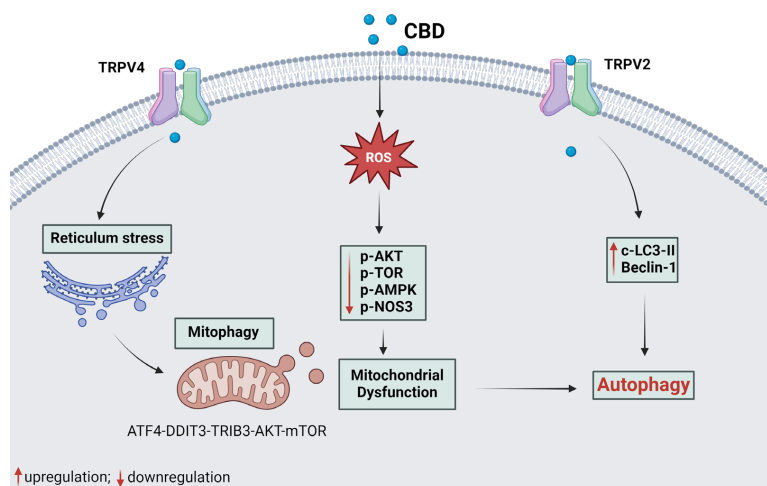 CBD
TRPV4
TRPV2
ROS
Reticulum stress
p-AKT
p-TOR
p-AMPK
p-NOS3
c-LC3-II
Beclin-1
Mitophagy
Mitochondrial
Dysfunction
Autophagy
ATF4-DDIT3-TRIB3-AKT-mTOR
upregulation; downregulation